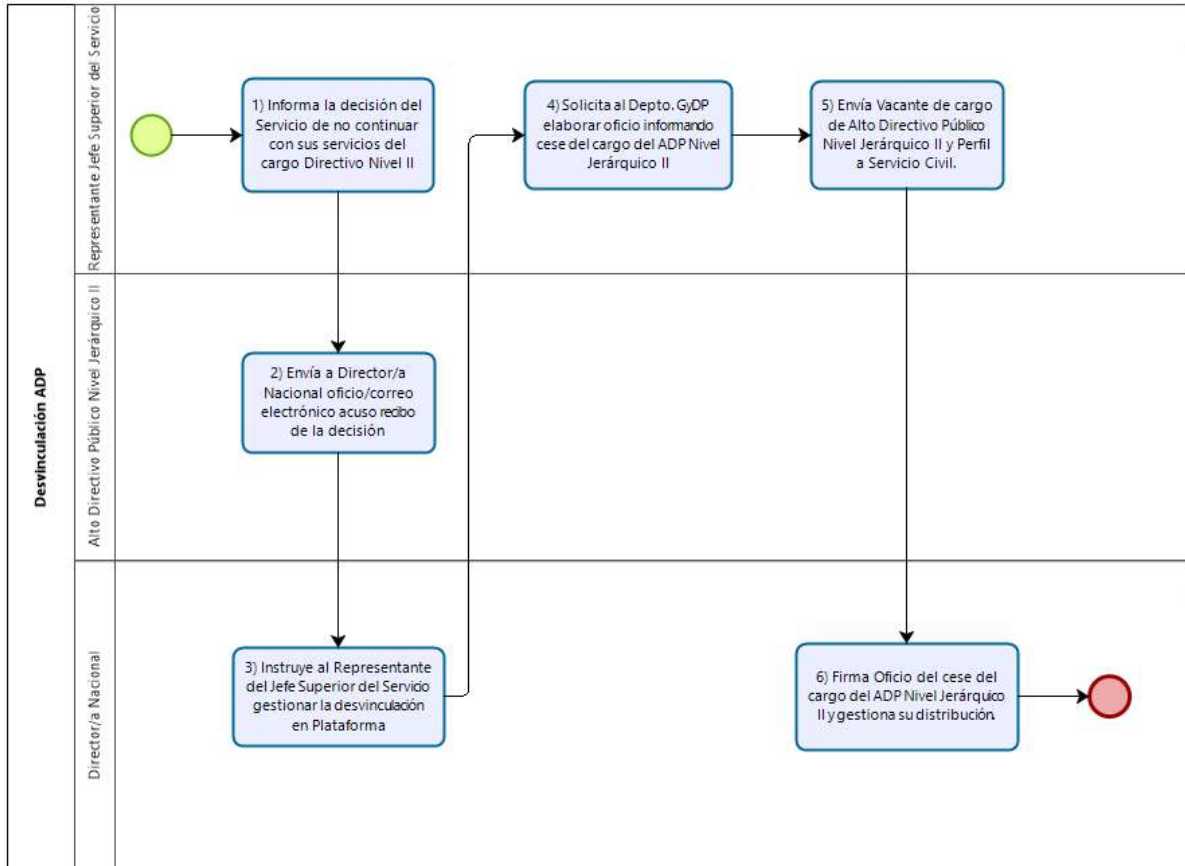 Desvinculación ADP
Representante Jefe Superior del Servicio
1) Informa la decisión del
Servicio de no continuar
con sus servicios del
cargo Directivo Nivel II
4) Solicita al Depto. GyDP
elaborar oficio informando
cese del cargo del ADP Nivel
Jerárquico II
5) Envía Vacante de cargo
de Alto Directivo Público
Nivel Jerárquico II y Perfil
a Servicio Civil.
Alto Directivo Público Nivel Jerárquico II
2) Envía a Director/a
Nacional oficio/correo
electrónico acuso recibo
de la decisión
Director/a Nacional
3) Instruye al Representante
del Jefe Superior del Servicio
gestionar la desvinculación
en Plataforma
6) Firma Oficio del cese del
cargo del ADP Nivel Jerárquico
II y gestiona su distribución.